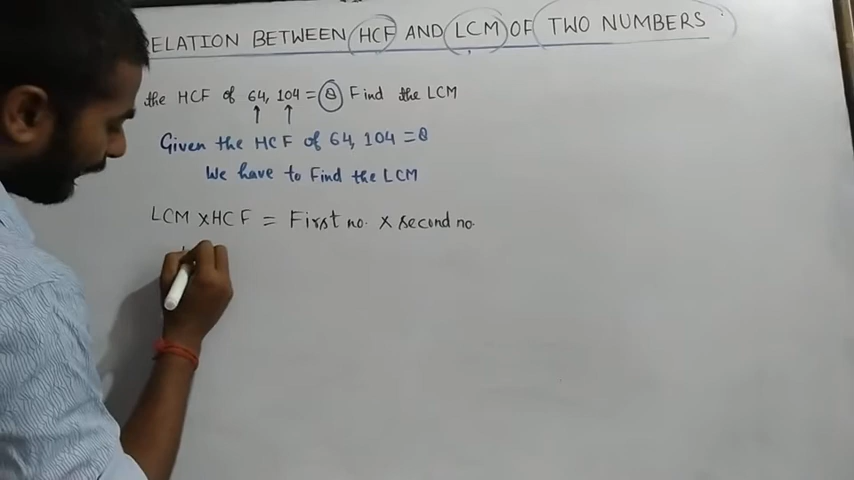 RELATION BETWEEN HCF AND LCM OF TWO NUMBERS
the HCF of 64, 104 = 8 Find the LCM
Given the HCF of 64, 104 = 8
We have to Find the LCM
LCM x HCF = First no. x second no.